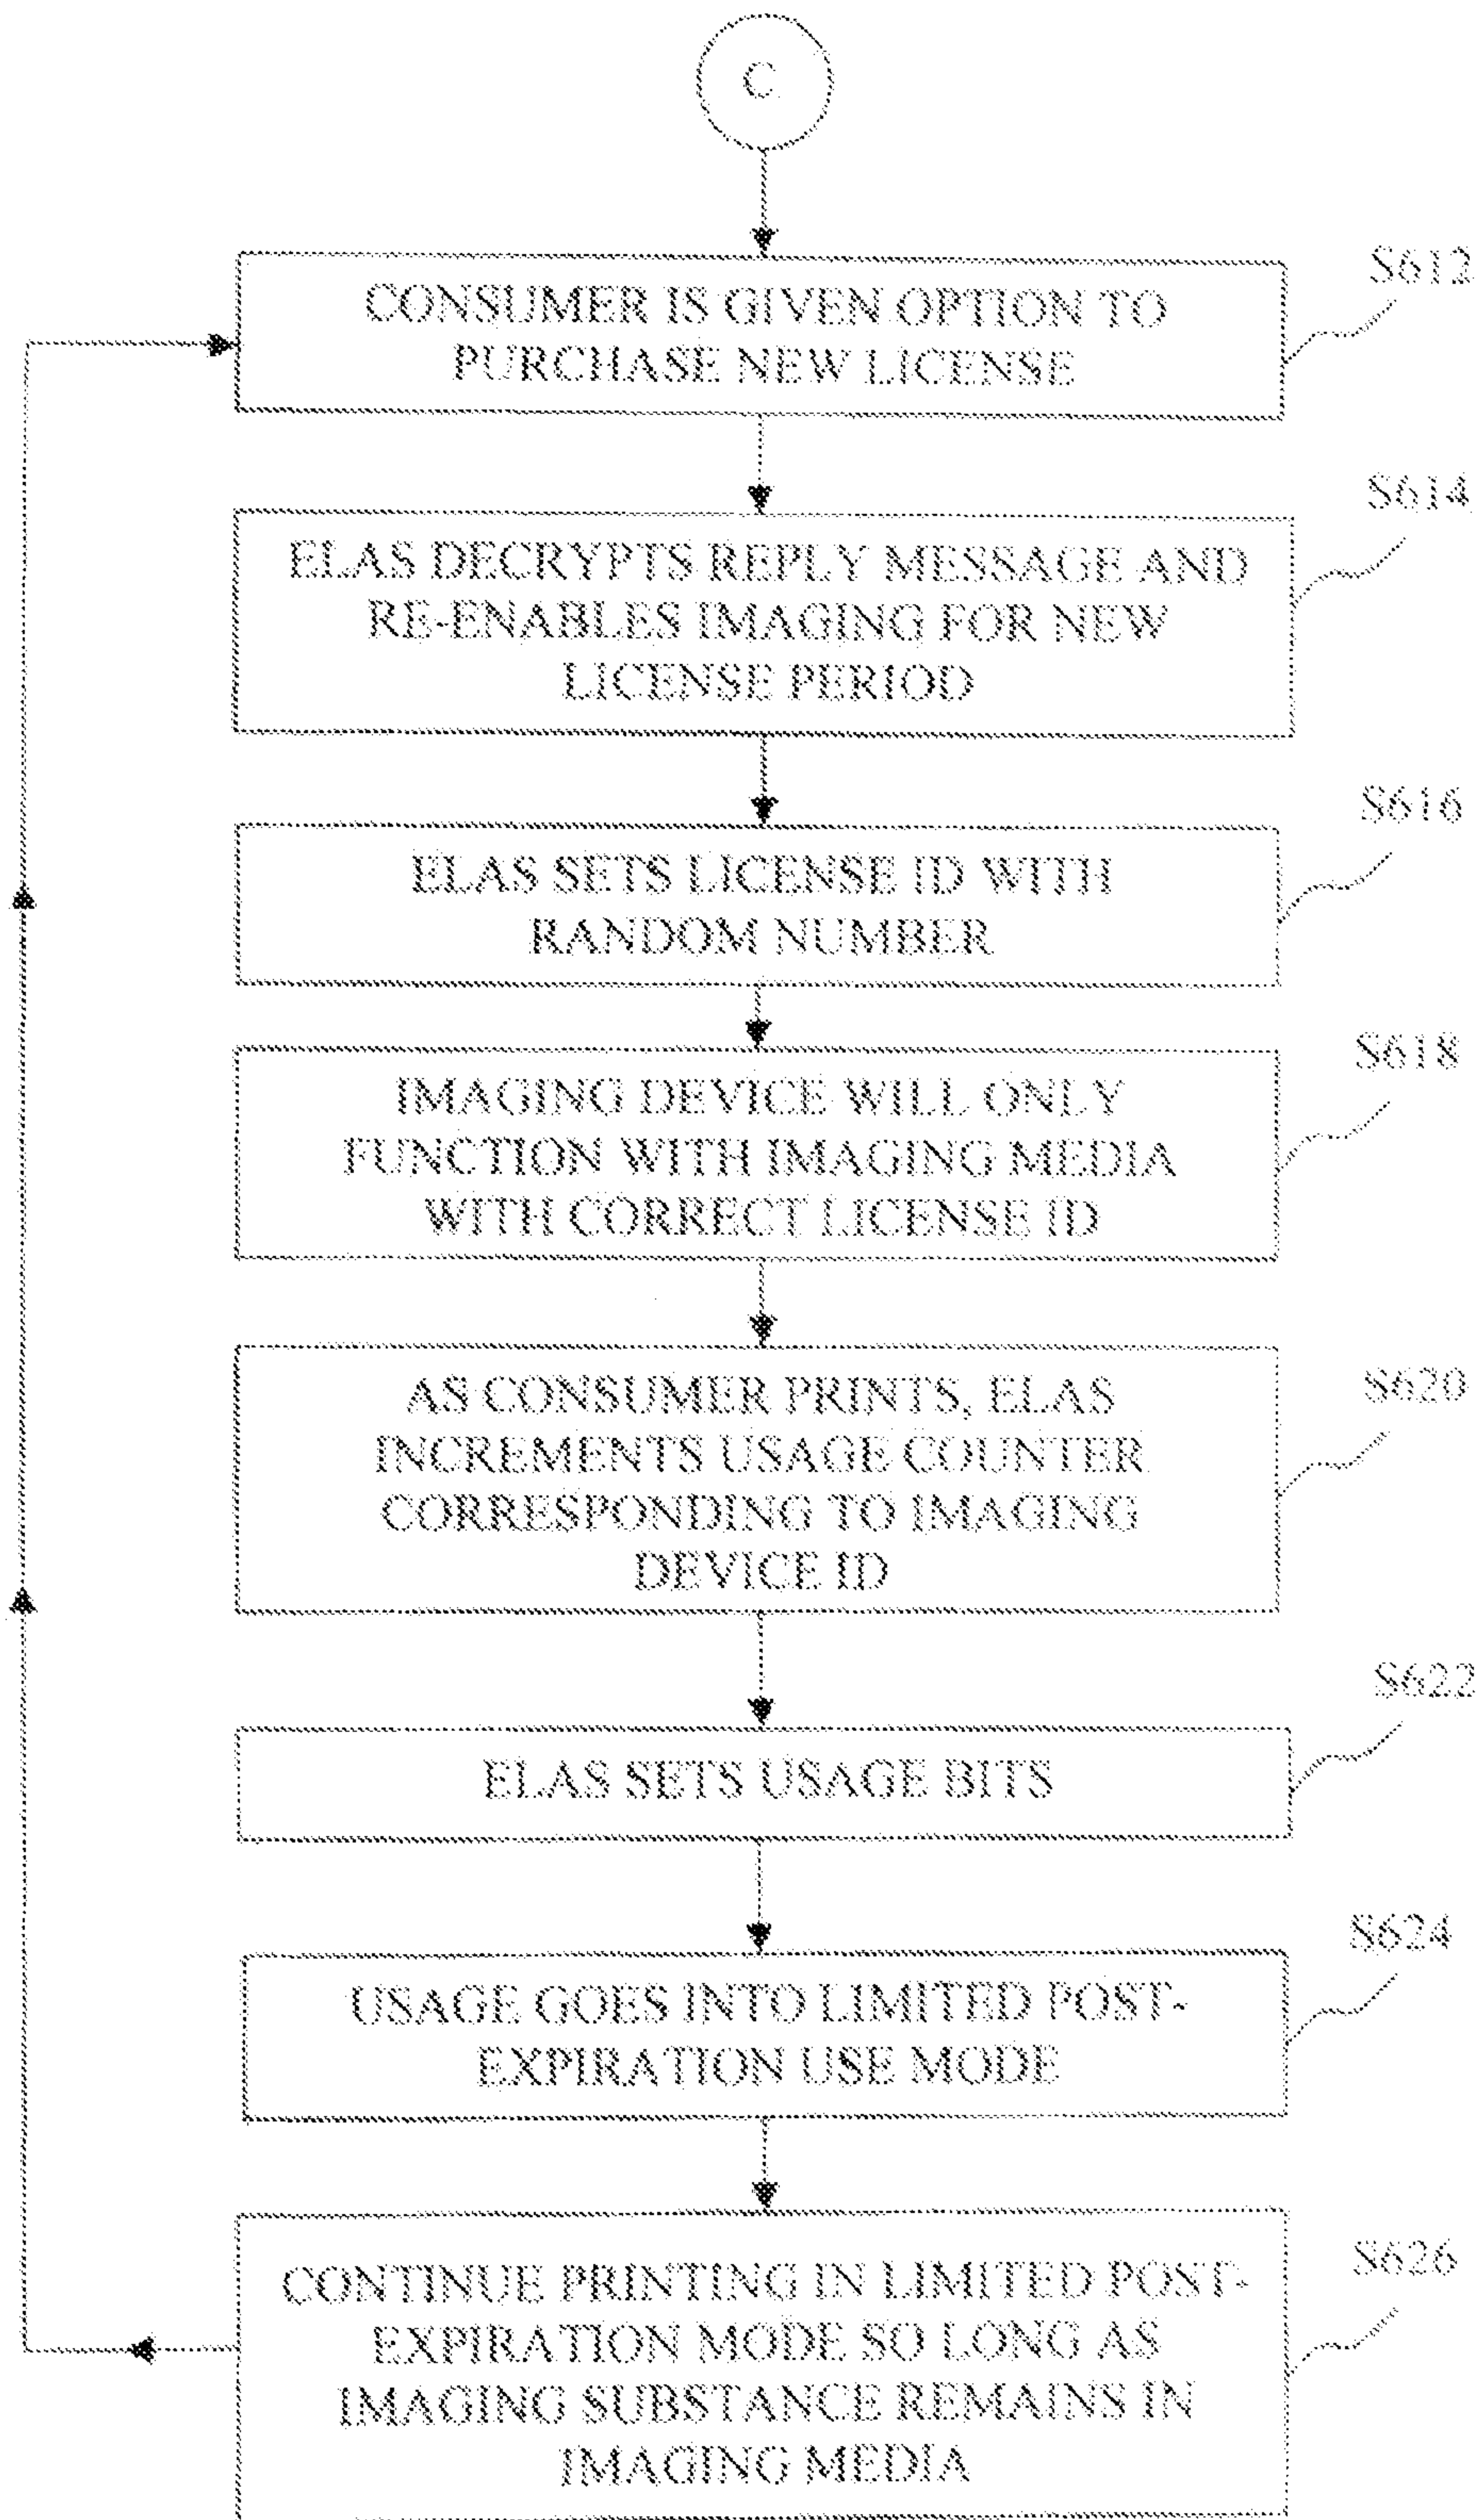 C
S612
CONSUMER IS GIVEN OPTION TO
PURCHASE NEW LICENSE
S614
ELAS DECRYPTS REPLY MESSAGE AND
RE-ENABLES IMAGING FOR NEW
LICENSE PERIOD
S616
ELAS SETS LICENSE ID WITH
RANDOM NUMBER
S618
IMAGING DEVICE WILL ONLY
FUNCTION WITH IMAGING MEDIA
WITH CORRECT LICENSE ID
S620
AS CONSUMER PRINTS, ELAS
INCREMENTS USAGE COUNTER
CORRESPONDING TO IMAGING
DEVICE ID
S622
ELAS SETS USAGE BITS
S624
USAGE GOES INTO LIMITED POST-
EXPIRATION USE MODE
S626
CONTINUE PRINTING IN LIMITED POST-
EXPIRATION MODE SO LONG AS
IMAGING SUBSTANCE REMAINS IN
IMAGING MEDIA